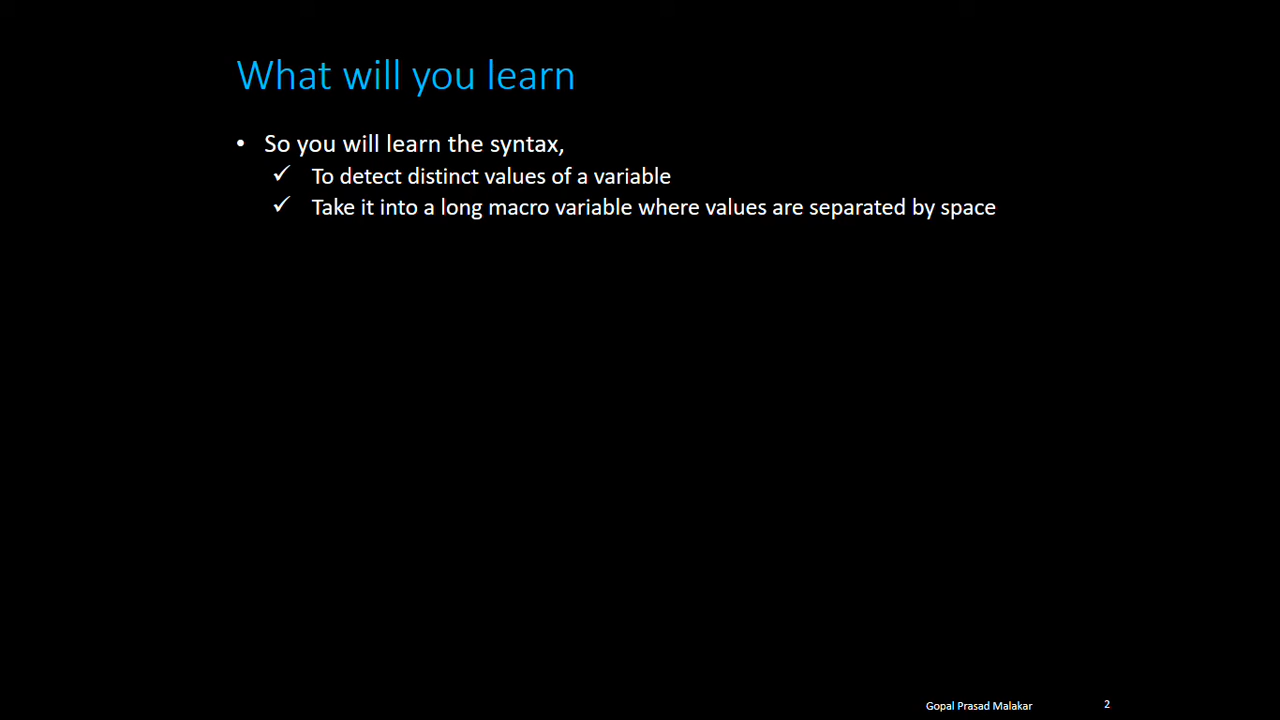 What will you learn
• So you will learn the syntax,
✓ To detect distinct values of a variable
✓ Take it into a long macro variable where values are separated by space
Gopal Prasad Malakar 2